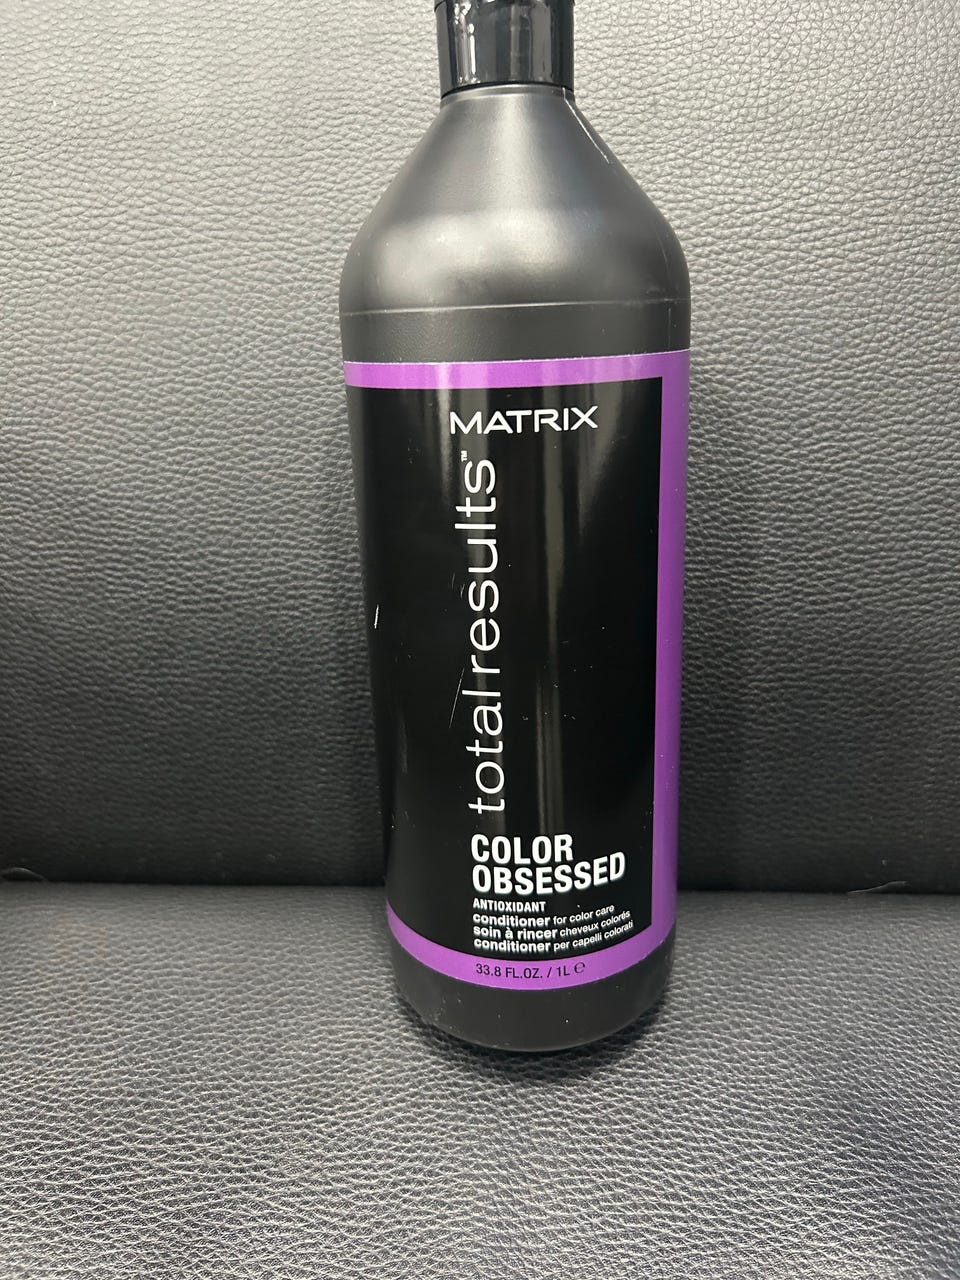 MATRIX
total results™
COLOR
OBSESSED
ANTIOXIDANT
conditioner for color care
soin à rincer cheveux colorés
conditioner per capelli colorati
33.8 FL.OZ. / 1L ℮